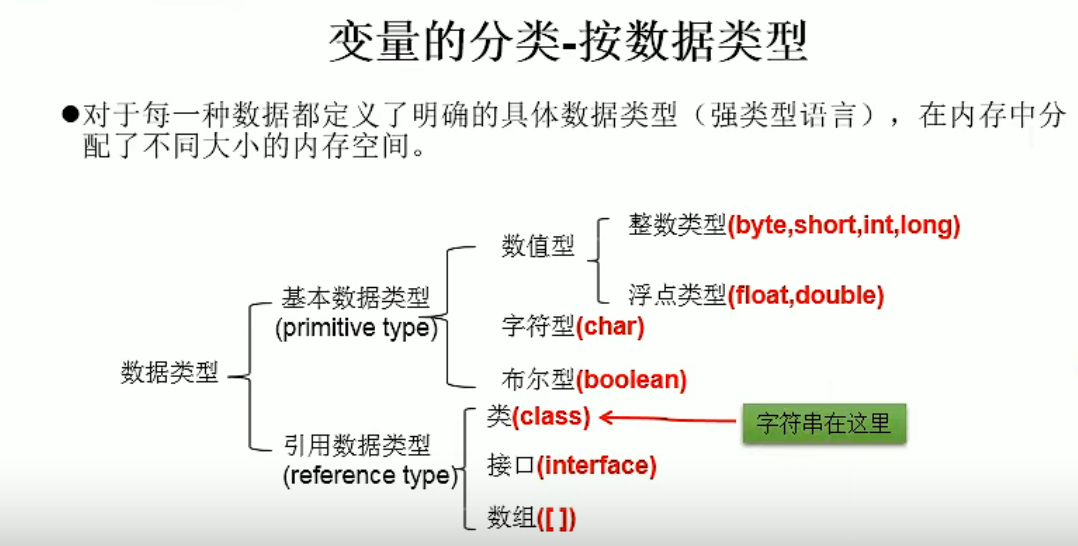 变量的分类-按数据类型
●对于每一种数据都定义了明确的具体数据类型（强类型语言），在内存中分
配了不同大小的内存空间。
整数类型(byte,short,int,long)
数值型
浮点类型(float,double)
基本数据类型
(primitive type)
字符型(char)
布尔型(boolean)
数据类型
类(class)
字符串在这里
引用数据类型
(reference type)
接口(interface)
数组([ ])